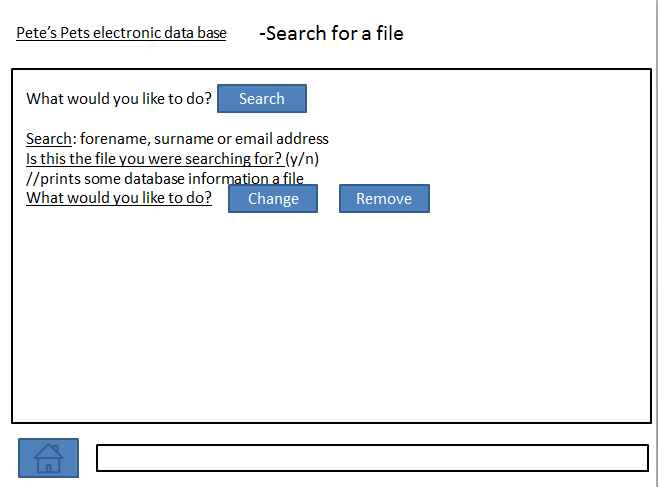 Pete's Pets electronic data base -Search for a file
What would you like to do? Search
Search: forename, surname or email address
Is this the file you were searching for? (y/n)
//prints some database information a file
What would you like to do? Change Remove